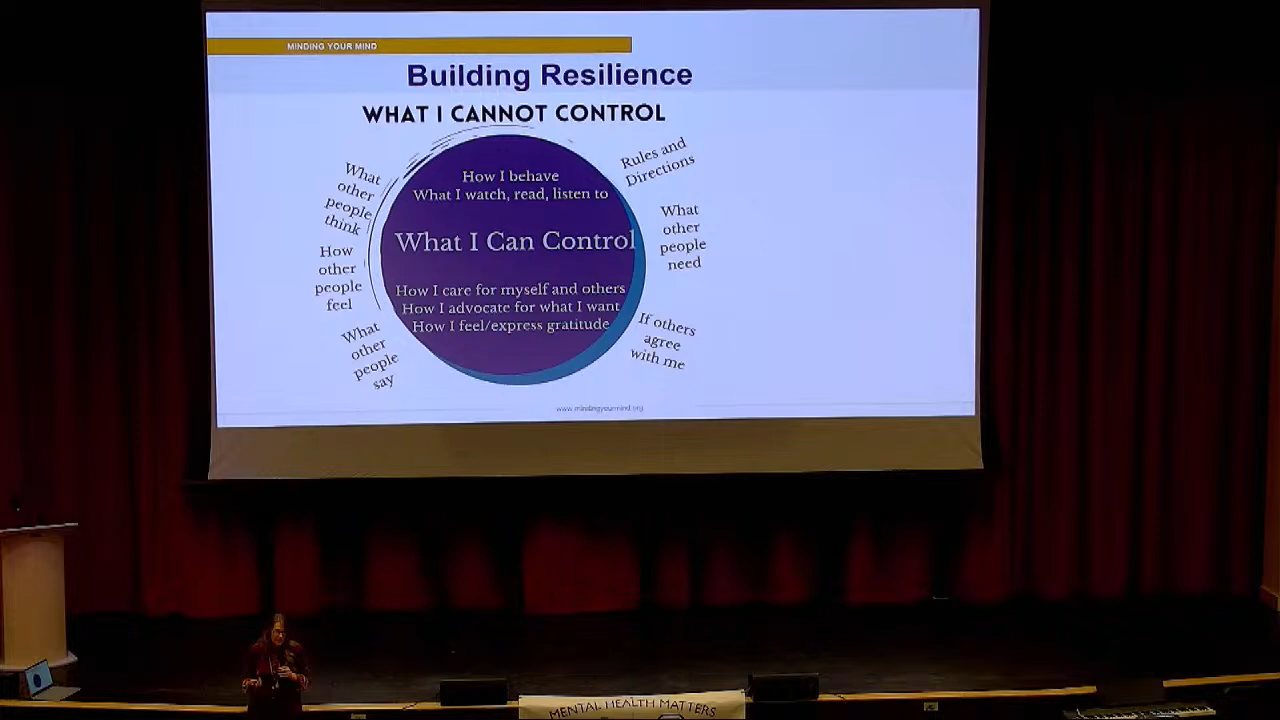 MINDING YOUR MIND
Building Resilience
WHAT I CANNOT CONTROL
What
other
people
think
How
other
people
feel
What
other
people
say
How I behave
What I watch, read, listen to
What I Can Control
How I care for myself and others
How I advocate for what I want
How I feel/express gratitude
Rules and
Directions
What
other
people
need
If others
agree
with me
www.mindingyourmind.org
MENTAL HEALTH MATTERS